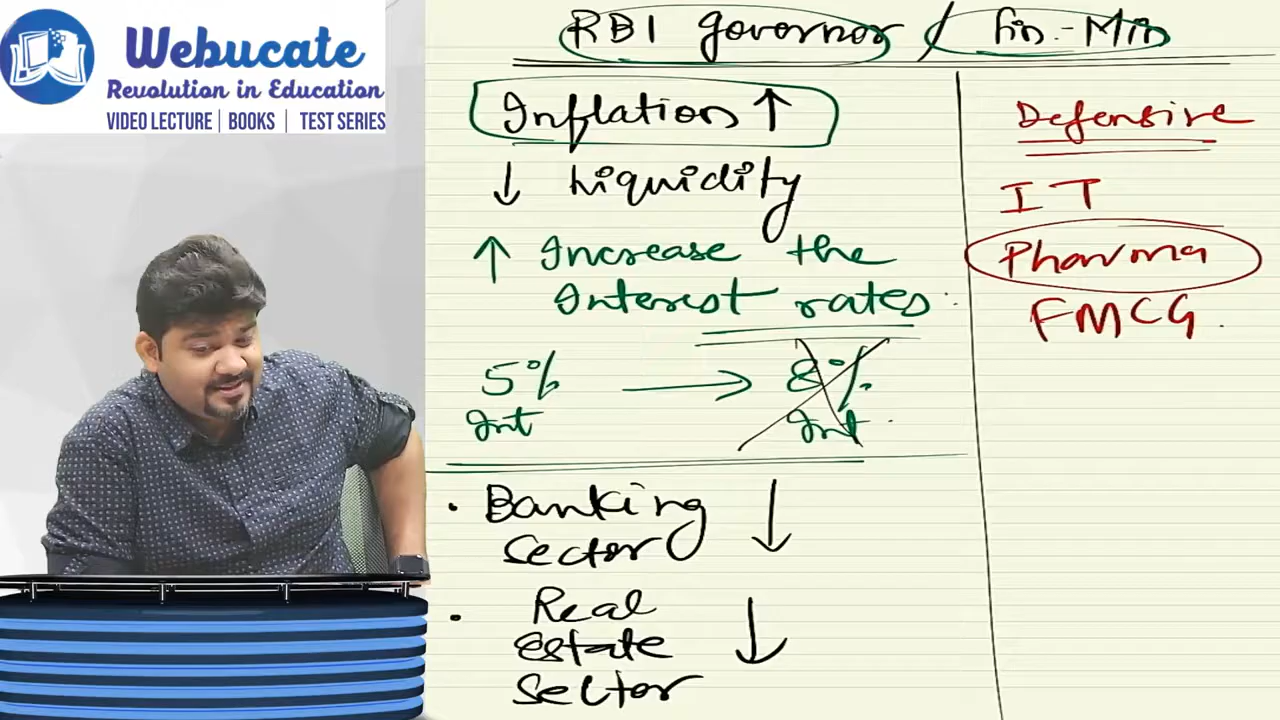 Webucate
Revolution in Education
VIDEO LECTURE | BOOKS | TEST SERIES
RBI governor / Fin.-Min
Inflation ↑
↓ Liquidity
↑ Increase the
Interest rates
5% → 8%
Int Int
• Banking ↓
Sector
• Real
Estate ↓
Sector
Defensive
IT
Pharma
FMCG